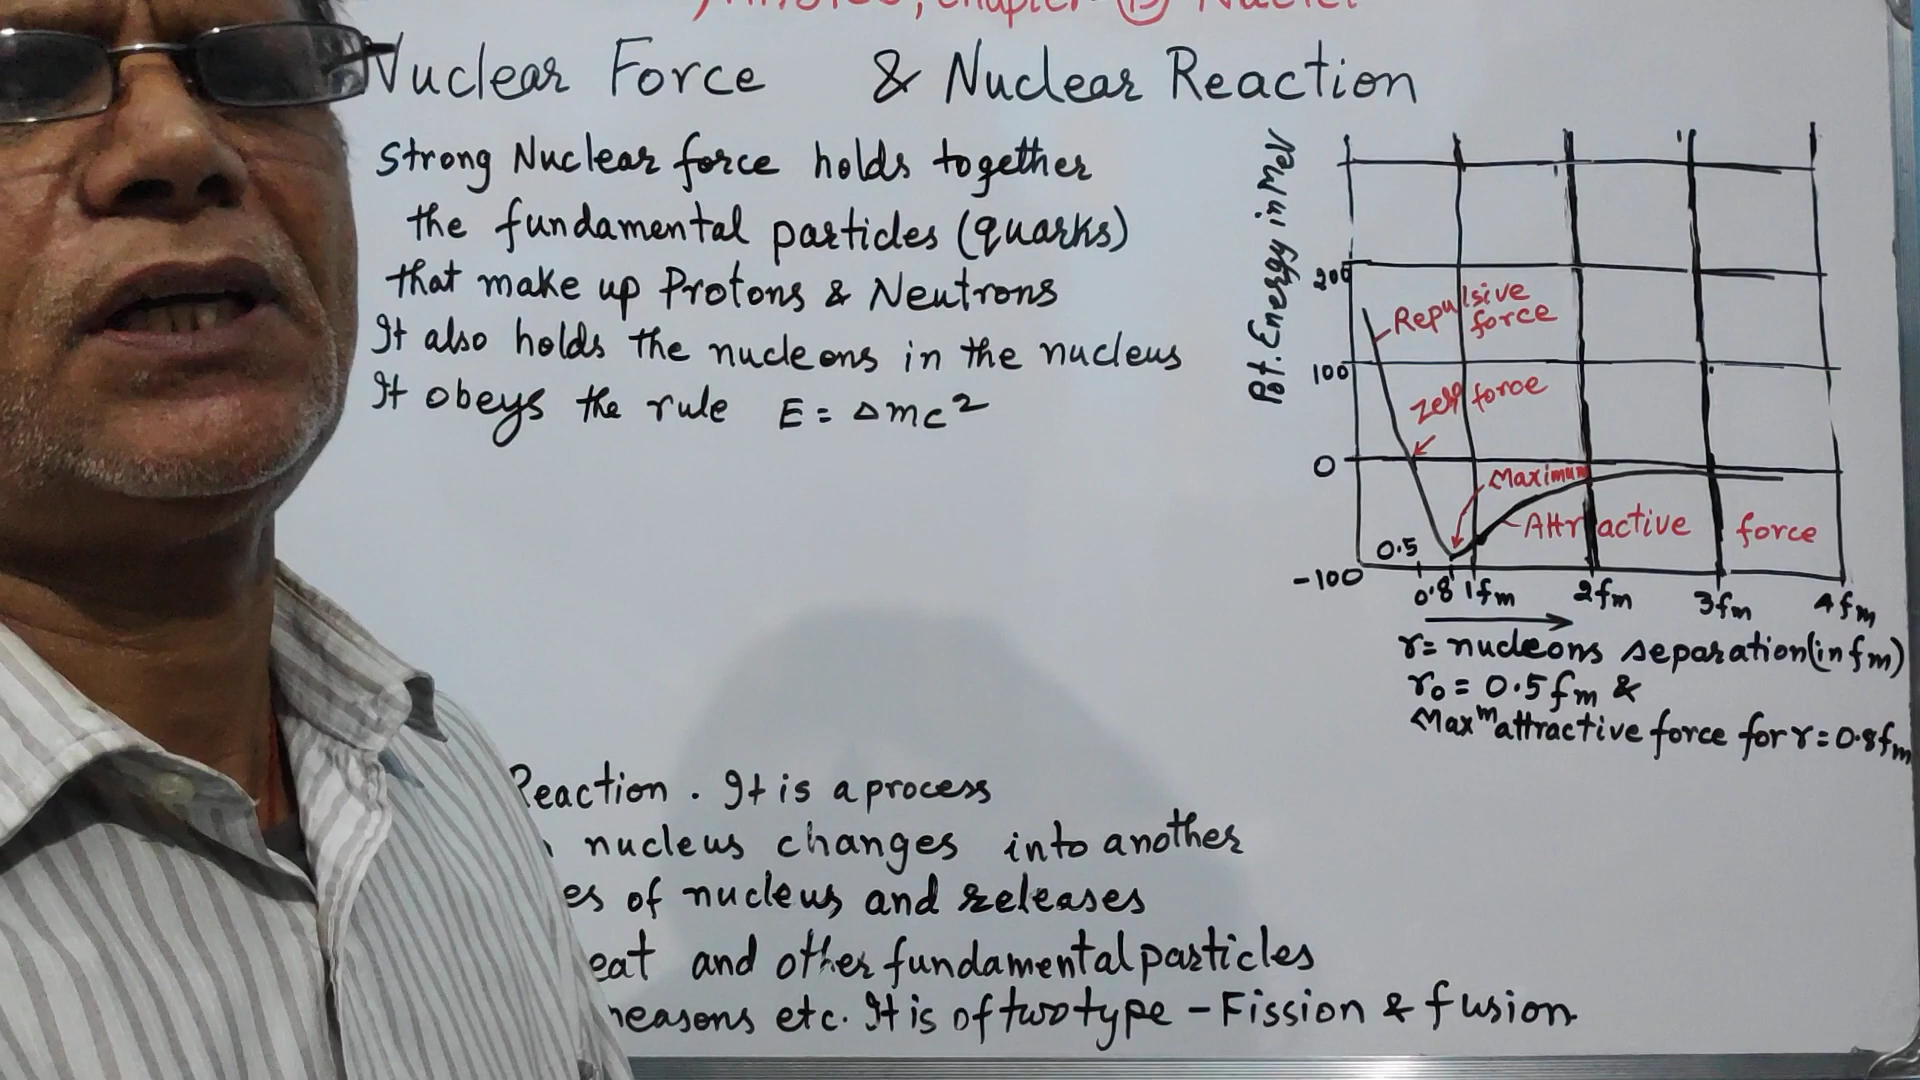 Chapter - 13 Nuclei
Nuclear Force & Nuclear Reaction
Strong Nuclear force holds together
the fundamental particles (quarks)
that make up Protons & Neutrons
It also holds the nucleons in the nucleus
It obeys the rule E = Δmc²
Pot. Energy in Mev
200
100
0
-100
Repulsive
force
Zero force
Maximum
Attractive force
0.5
0.8 1fm 2fm 3fm 4fm
r = nucleons separation (in fm)
r₀ = 0.5 fm &
Maxᵐ attractive force for r = 0.8fm
Reaction. It is a process
nucleus changes into another
of nucleus and releases
and other fundamental particles
etc. It is of two type - Fission & fusion